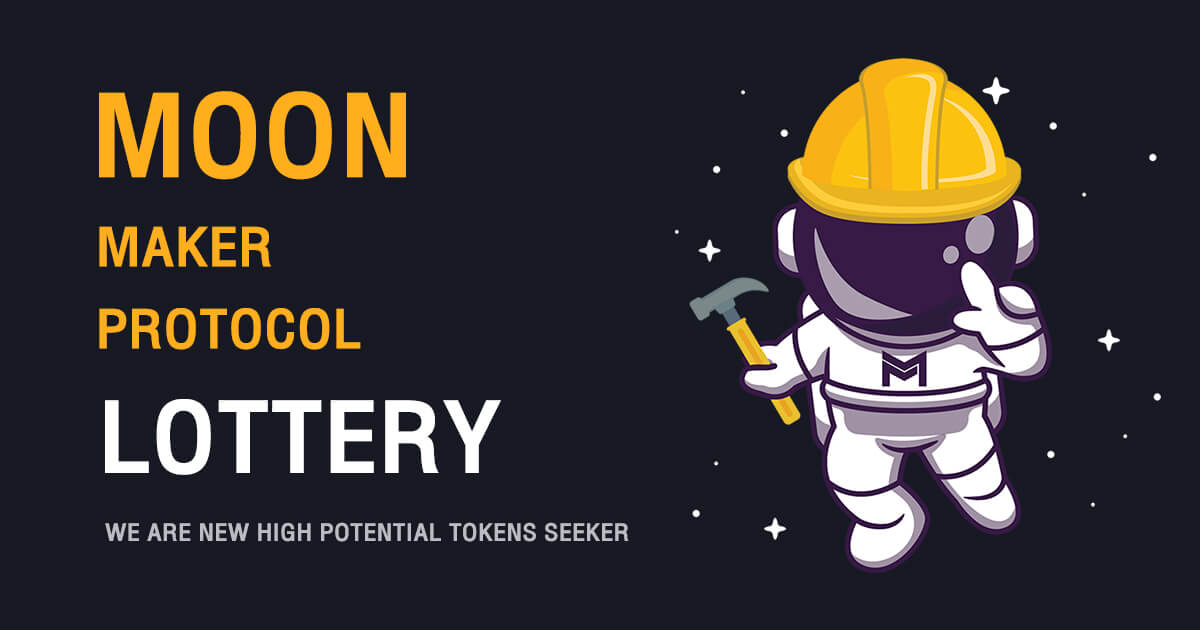 MOON
MAKER
PROTOCOL
LOTTERY
WE ARE NEW HIGH POTENTIAL TOKENS SEEKER